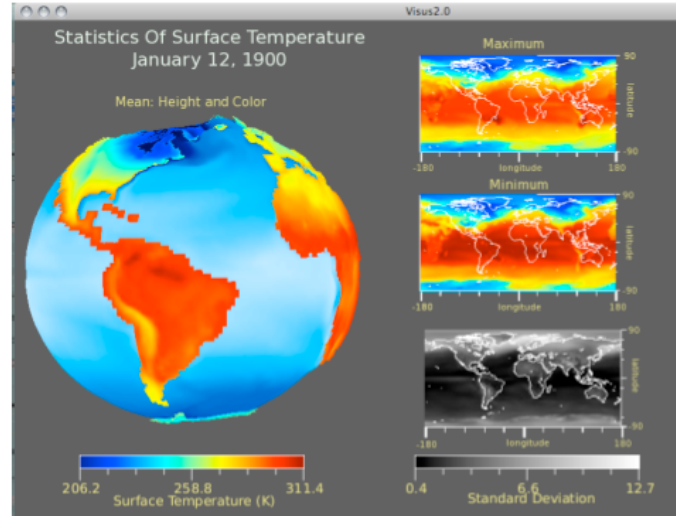 Visus2.0
Statistics Of Surface Temperature
January 12, 1900
Mean: Height and Color
Maximum
90
latitude
-90
-180
longitude
180
Minimum
90
latitude
-90
-180
longitude
180
90
latitude
-90
-180
longitude
180
206.2
258.8
311.4
Surface Temperature (K)
0.4
6.6
12.7
Standard Deviation